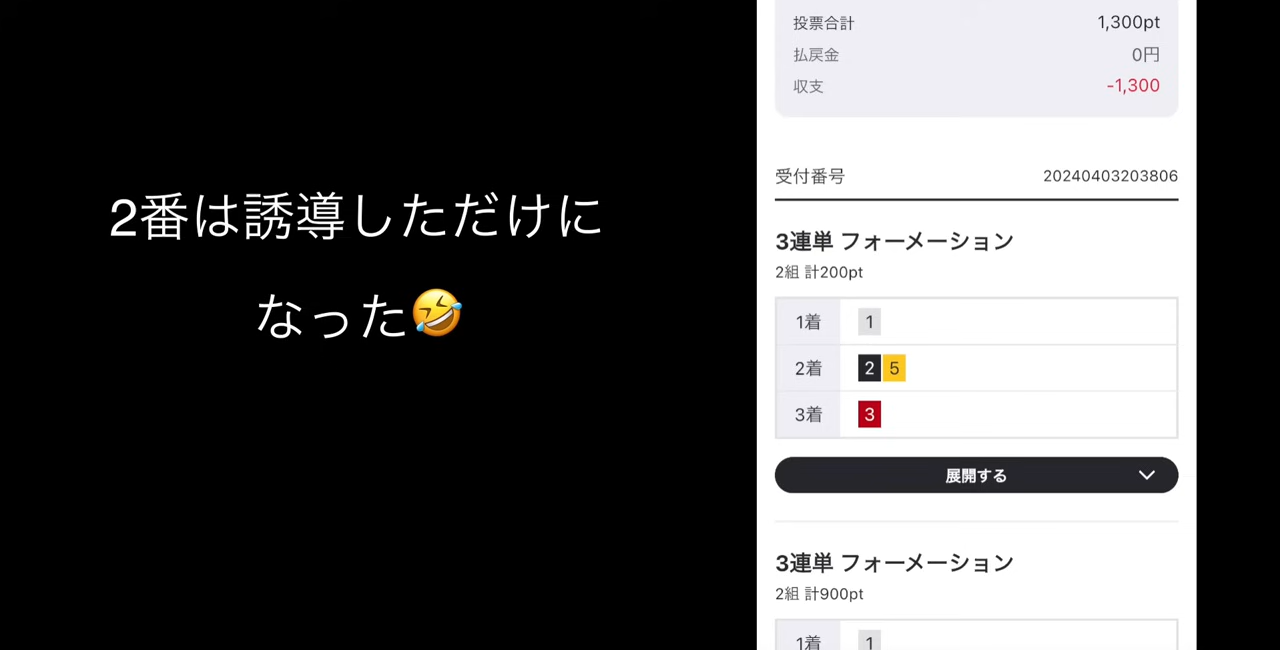 2番は誘導しただけに
なった🤣
投票合計 1,300pt
払戻金 0円
収支 -1,300
受付番号 20240403203806
3連単 フォーメーション
2組 計200pt
1着 1
2着 2 5
3着 3
展開する
3連単 フォーメーション
2組 計900pt
1着 1